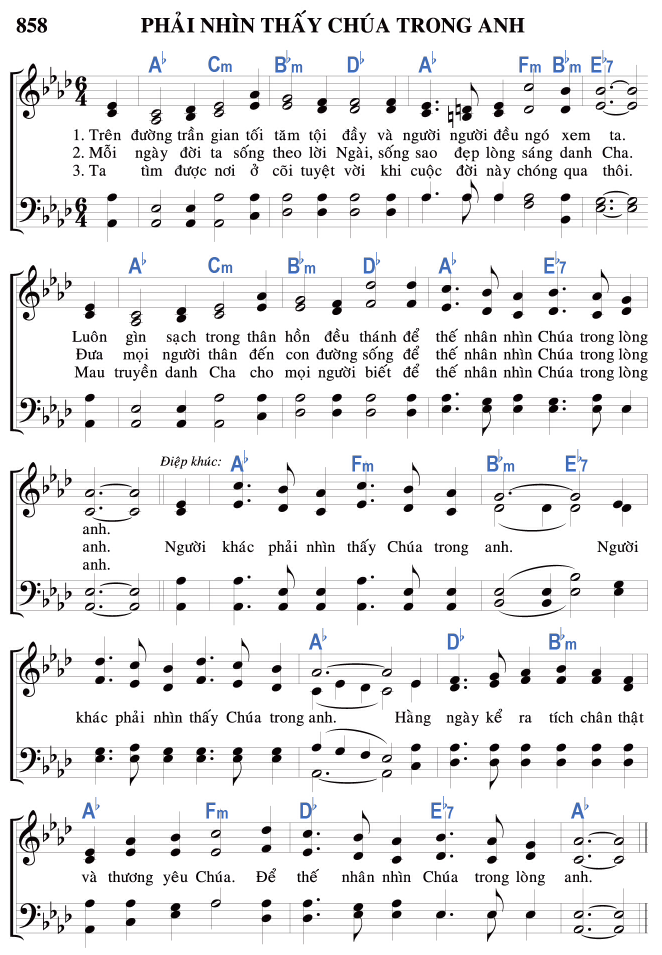 858 PHẢI NHÌN THẤY CHÚA TRONG ANH
A♭ Cm B♭m D♭ A♭ Fm B♭m E♭7
6 4
1. Trên đường trần gian tối tăm tội đầy và người người đều ngó xem ta.
2. Mỗi ngày đời ta sống theo lời Ngài, sống sao đẹp lòng sáng danh Cha.
3. Ta tìm được nơi ở cõi tuyệt vời khi cuộc đời này chóng qua thôi.
6 4
A♭ Cm B♭m D♭ A♭ E♭7
Luôn gìn sạch trong thân hồn đều thánh để thế nhân nhìn Chúa trong lòng
Đưa mọi người thân đến con đường sống để thế nhân nhìn Chúa trong lòng
Mau truyền danh Cha cho mọi người biết để thế nhân nhìn Chúa trong lòng
Điệp khúc: A♭ Fm B♭m E♭7
anh.
anh. Người khác phải nhìn thấy Chúa trong anh. Người
anh.
A♭ D♭ B♭m
khác phải nhìn thấy Chúa trong anh. Hằng ngày kể ra tích chân thật
A♭ Fm D♭ E♭7 A♭
và thương yêu Chúa. Để thế nhân nhìn Chúa trong lòng anh.